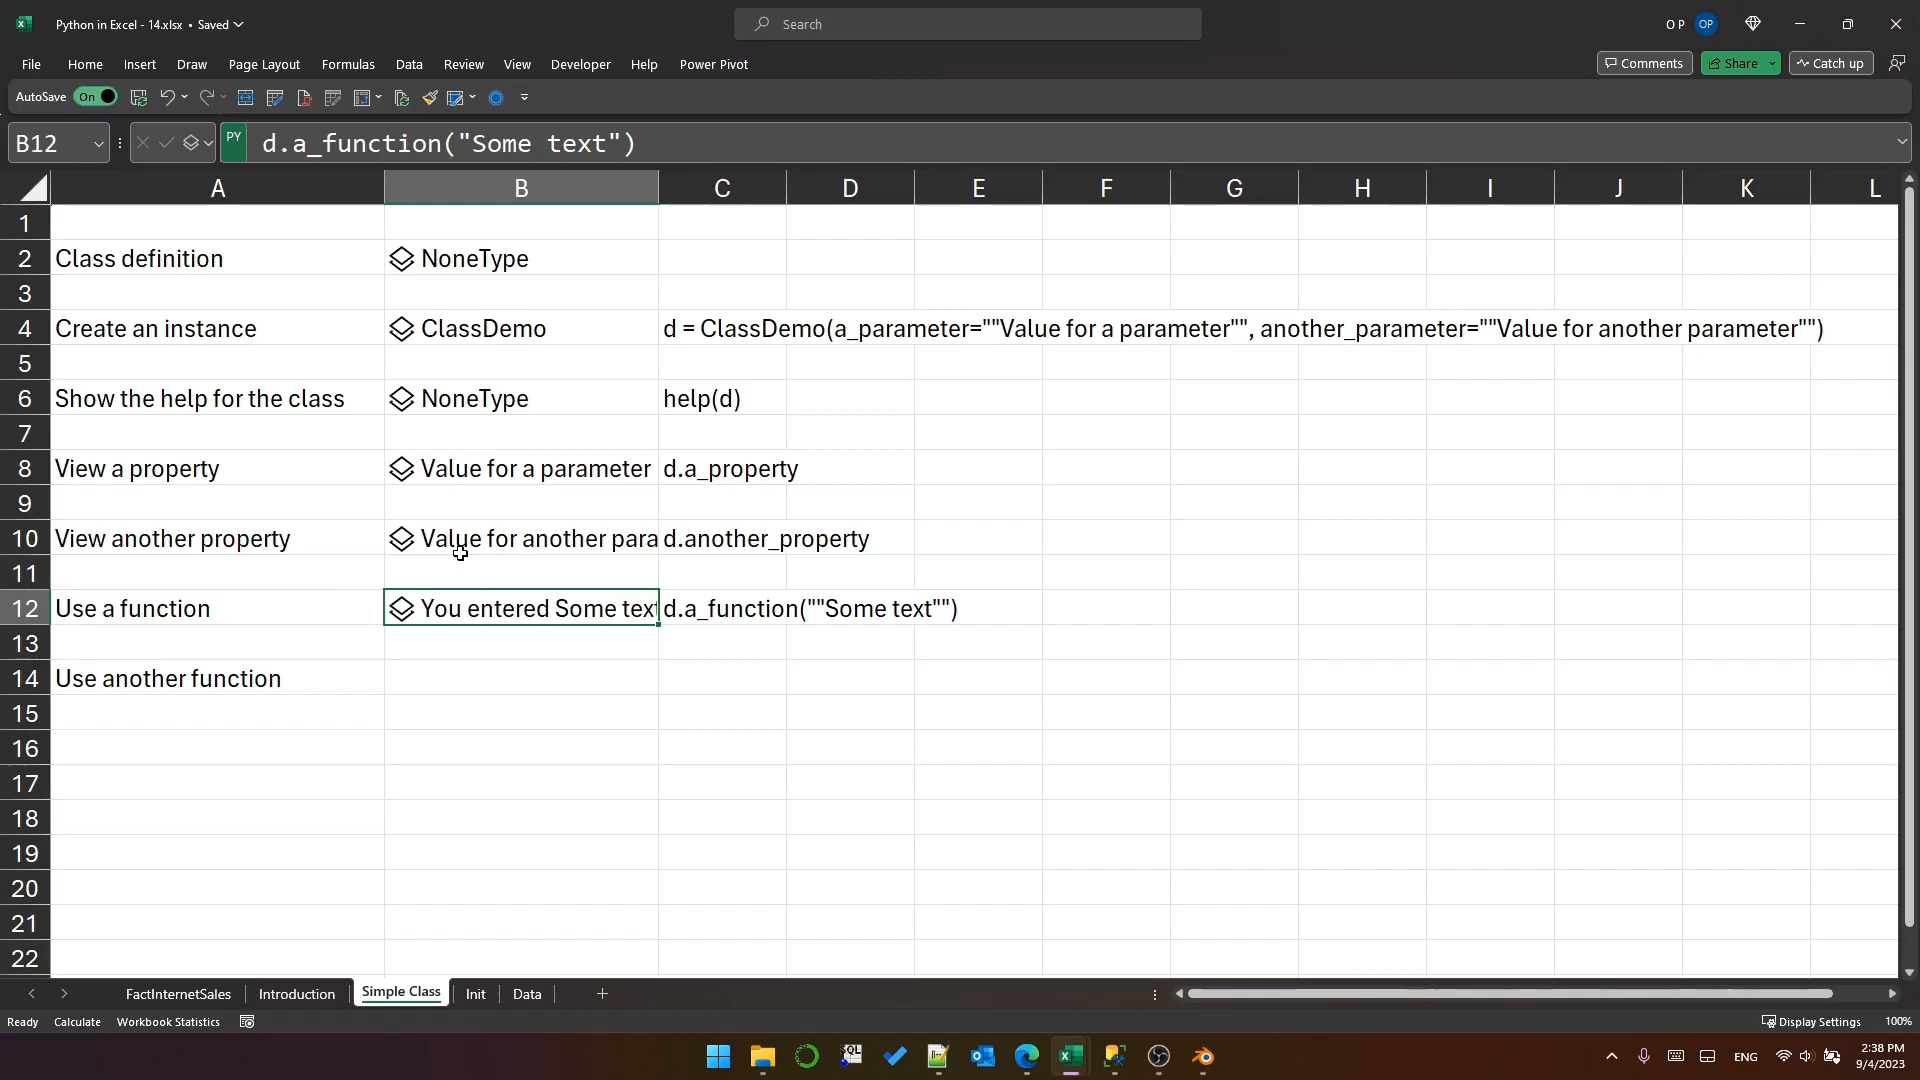 Python in Excel - 14.xlsx • Saved
Search
O P
OP
File Home Insert Draw Page Layout Formulas Data Review View Developer Help Power Pivot
Comments Share Catch up
AutoSave On
B12
PY
d.a_function("Some text")
A B C D E F G H I J K L
1
2 Class definition NoneType
3
4 Create an instance ClassDemo d = ClassDemo(a_parameter=""Value for a parameter"", another_parameter=""Value for another parameter"")
5
6 Show the help for the class NoneType help(d)
7
8 View a property Value for a parameter d.a_property
9
10 View another property Value for another para d.another_property
11
12 Use a function You entered Some text d.a_function(""Some text"")
13
14 Use another function
15
16
17
18
19
20
21
22
FactInternetSales Introduction Simple Class Init Data
Ready Calculate Workbook Statistics Display Settings 100%
SQL
ENG
2:38 PM
9/4/2023